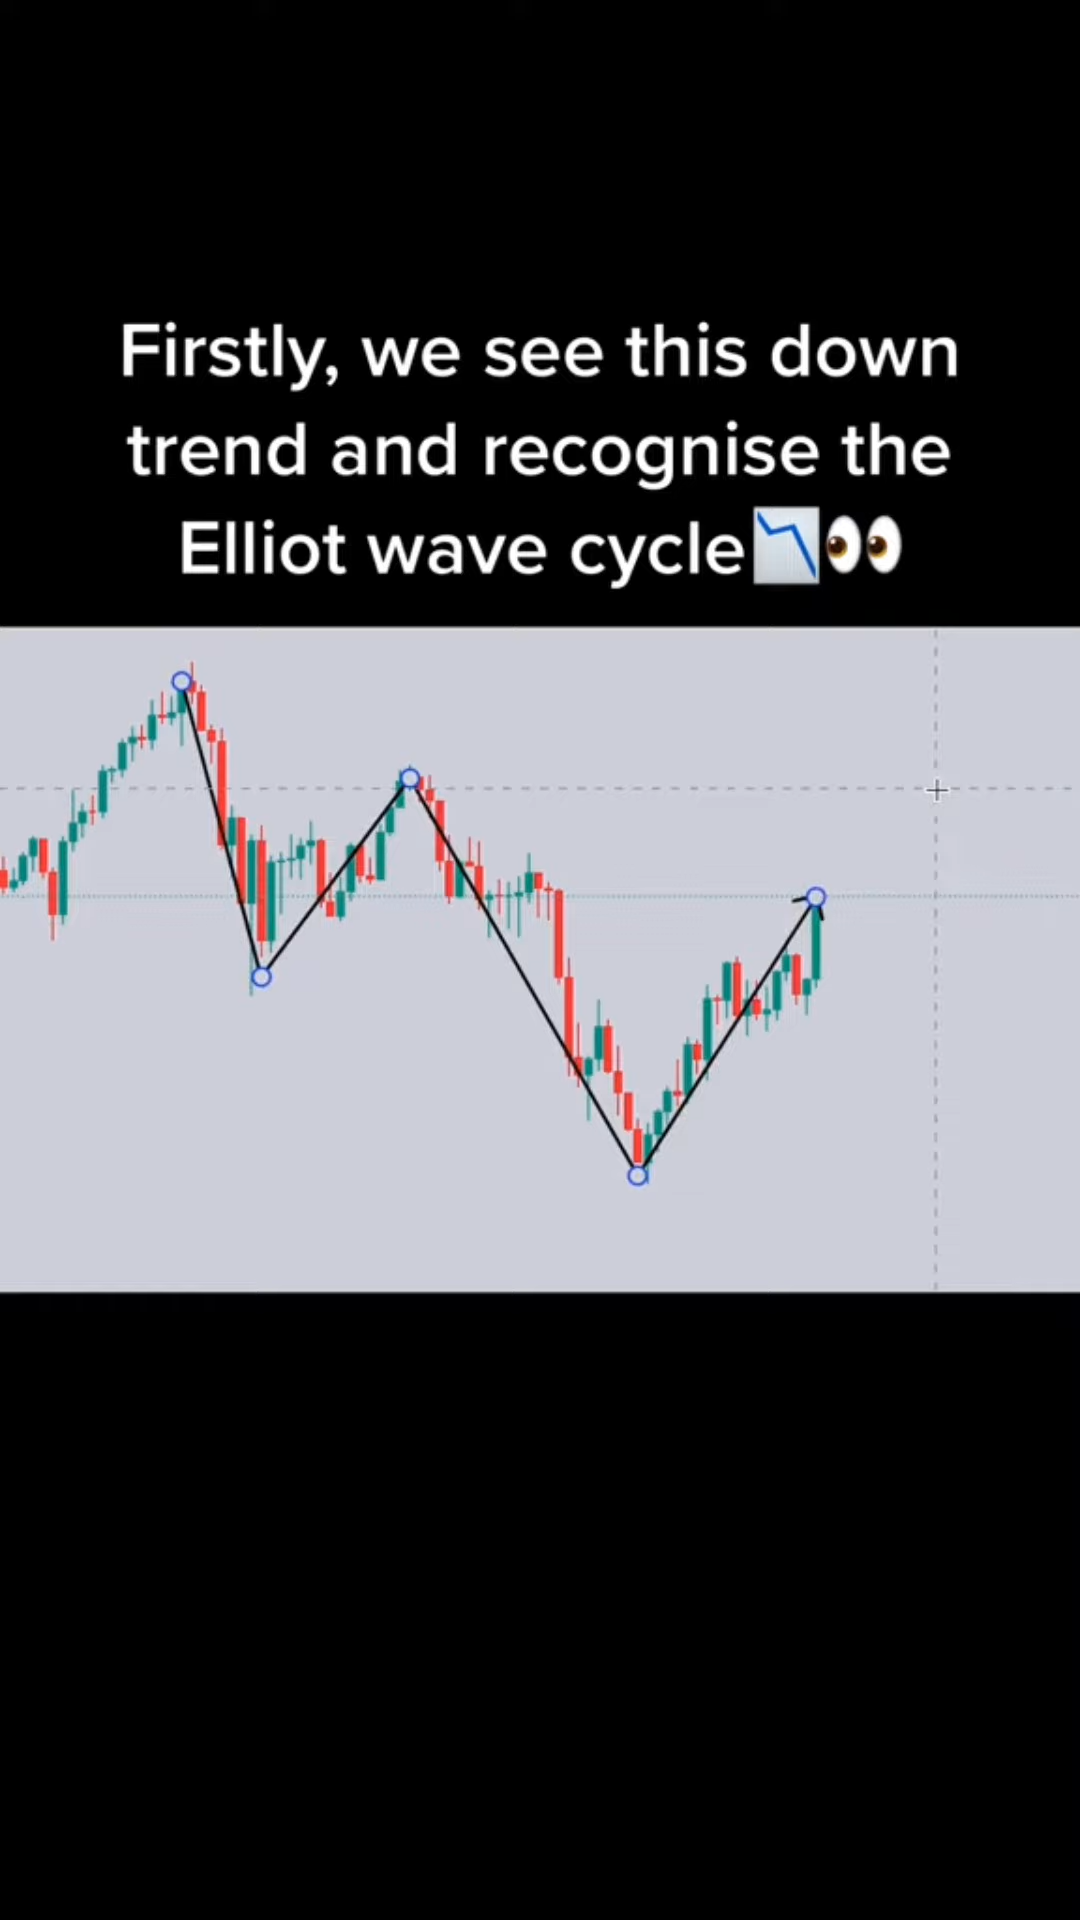 Firstly, we see this down
trend and recognise the
Elliot wave cycle📉👀